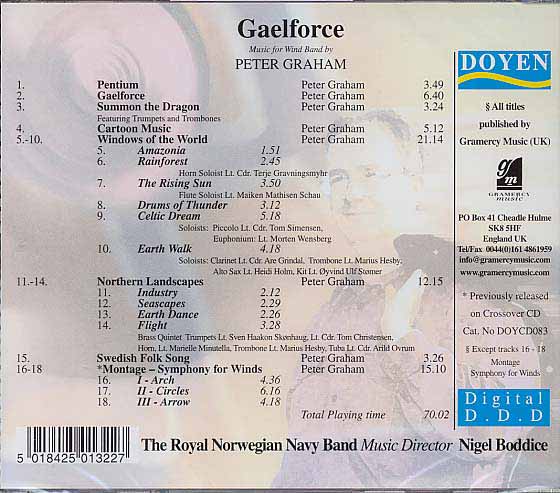 Gaelforce
Music for Wind Band by
PETER GRAHAM
1. Pentium Peter Graham 3.49
2. Gaelforce Peter Graham 6.40
3. Summon the Dragon Peter Graham 3.24
Featuring Trumpets and Trombones
4. Cartoon Music Peter Graham 5.12
5.-10. Windows of the World Peter Graham 21.14
5. Amazonia 1.51
6. Rainforest 2.45
Horn Soloist Lt. Cdr. Terje Gravningsmyhr
7. The Rising Sun 3.50
Flute Soloist Lt. Maiken Mathisen Schau
8. Drums of Thunder 3.12
9. Celtic Dream 5.18
Soloists: Piccolo Lt. Cdr. Tom Simensen,
Euphonium: Lt. Morten Wensberg
10. Earth Walk 4.18
Soloists: Clarinet Lt. Cdr. Are Grindal, Trombone Lt. Marius Hesby,
Alto Sax Lt. Heidi Holm, Kit Lt. Øyvind Ulf Stømer
11.-14. Northern Landscapes Peter Graham 12.15
11. Industry 2.12
12. Seascapes 2.29
13. Earth Dance 2.26
14. Flight 3.28
Brass Quintet Trumpets Lt. Sven Haakon Skønhaug, Lt. Cdr. Tom Christensen,
Horn, Lt. Marielle Minutella, Trombone Lt. Marius Hesby, Tuba Lt. Cdr. Arild Ovrum
15. Swedish Folk Song Peter Graham 3.26
16-18 *Montage – Symphony for Winds Peter Graham 15.10
16. I - Arch 4.36
17. II - Circles 6.16
18. III - Arrow 4.18
Total Playing time 70.02
The Royal Norwegian Navy Band Music Director Nigel Boddice
5 018425 013227
DOYEN
§ All titles
published by
Gramercy Music (UK)
gm
GRAMERCY
music
PO Box 41 Cheadle Hulme
SK8 5HF
England UK
Tel/Fax 0044(0)161 4861959
info@gramercymusic.com
www.gramercymusic.com
* Previously released
on Crossover CD
Cat. No DOYCD083
§ Except tracks 16 - 18
Montage
Symphony for Winds
Digital
D.D.D